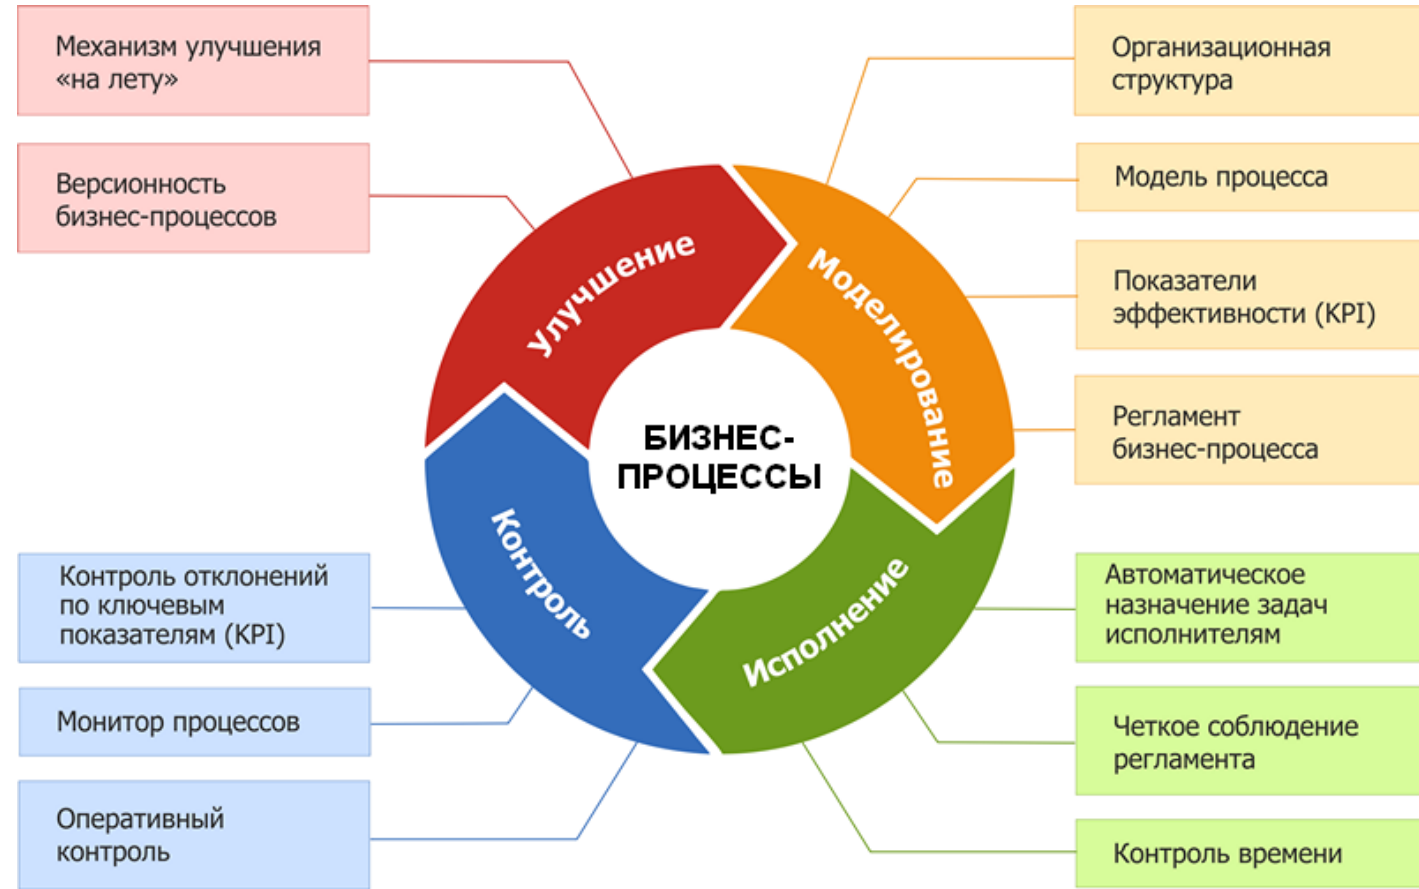 Механизм улучшения
«на лету»
Версионность
бизнес-процессов
Организационная
структура
Модель процесса
Показатели
эффективности (KPI)
Регламент
бизнес-процесса
Улучшение
Моделирование
БИЗНЕС-
ПРОЦЕССЫ
Контроль
Исполнение
Контроль отклонений
по ключевым
показателям (KPI)
Монитор процессов
Оперативный
контроль
Автоматическое
назначение задач
исполнителям
Четкое соблюдение
регламента
Контроль времени